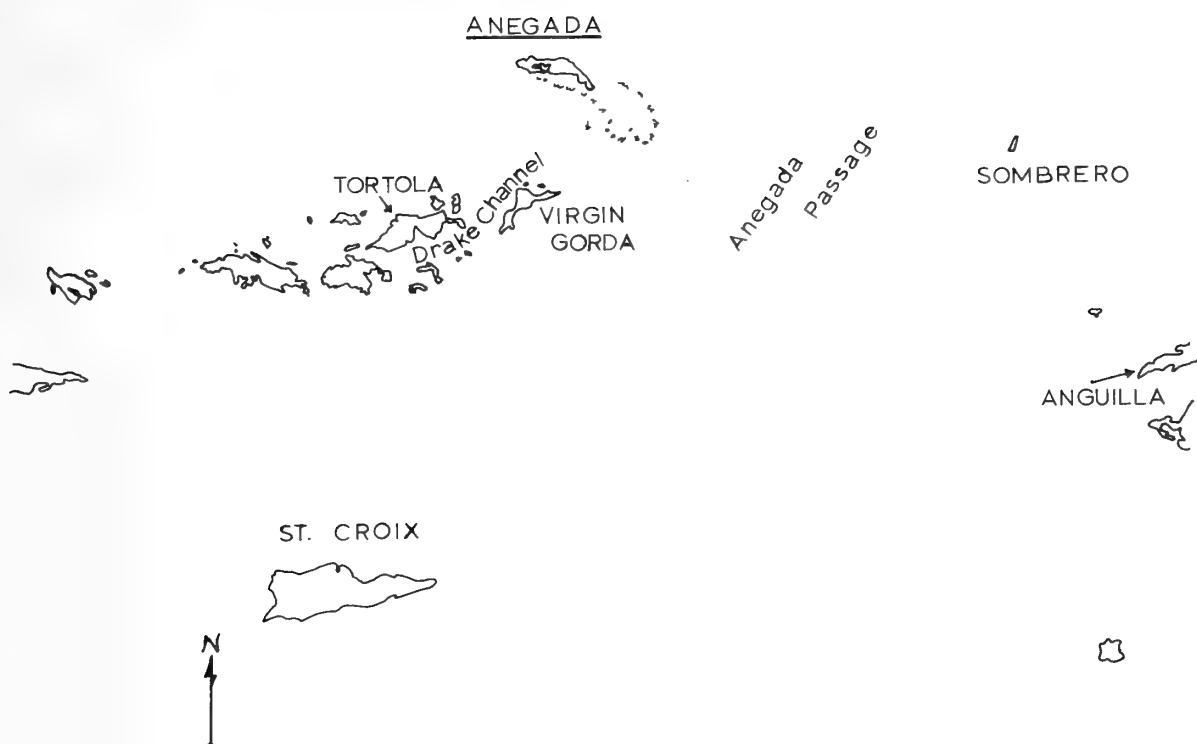 ANEGADA
TORTOLA
Drake Channel
VIRGIN
GORDA
Anegada
Passage
SOMBRERO
ANGUILLA
ST. CROIX
N